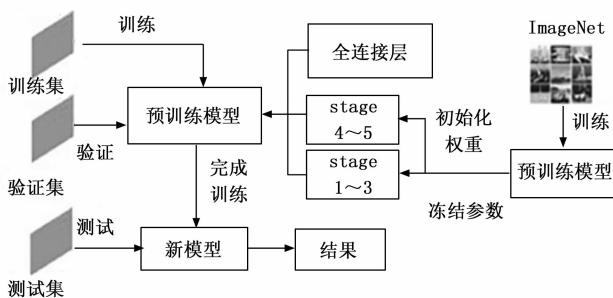 训练
训练集
预训练模型
验证
验证集
完成
训练
测试
测试集
新模型
结果
全连接层
stage
4～5
stage
1～3
初始化
权重
冻结参数
ImageNet
训练
预训练模型